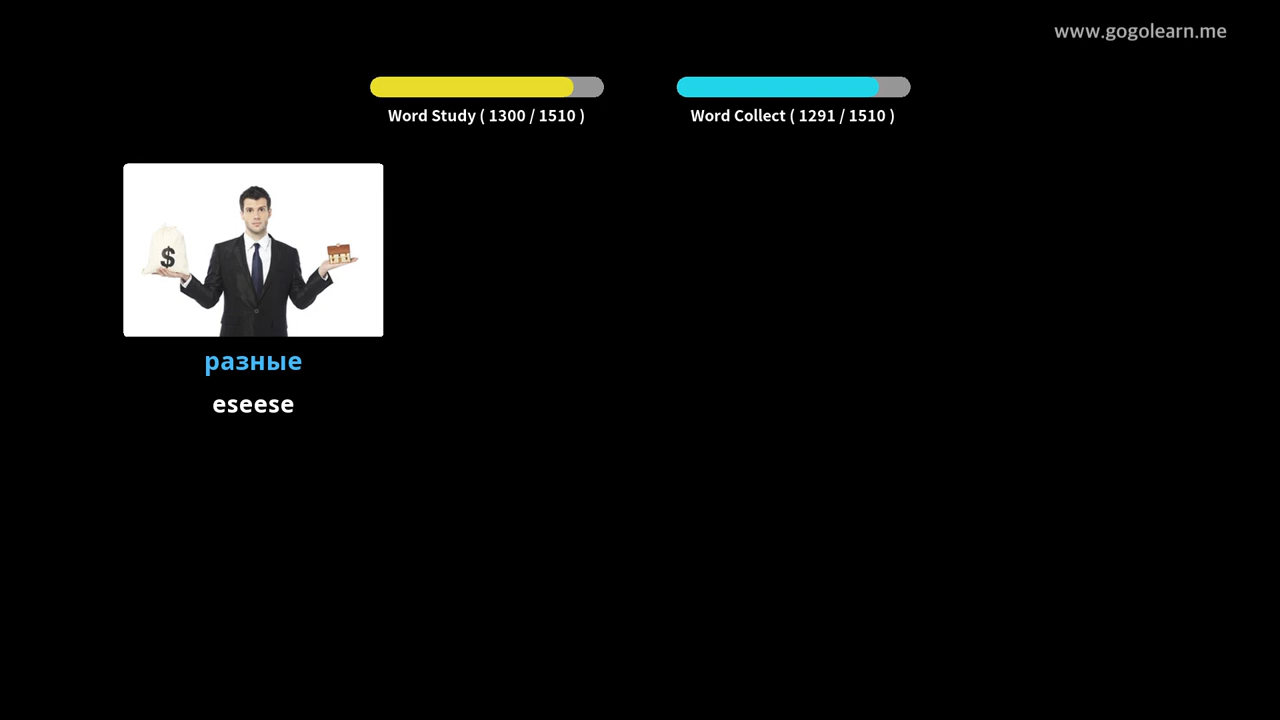 www.gogolearn.me
Word Study ( 1300 / 1510 )
Word Collect ( 1291 / 1510 )
$
разные
eseese